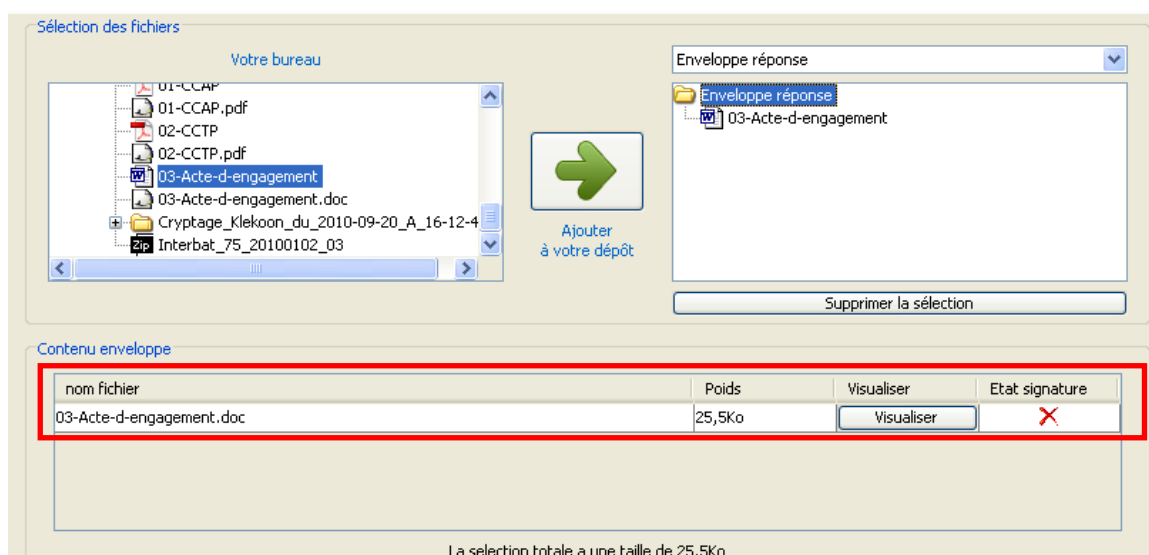 Sélection des fichiers
Votre bureau
01-CCAP
01-CCAP.pdf
02-CCTP
02-CCTP.pdf
03-Acte-d-engagement
03-Acte-d-engagement.doc
Cryptage_Klekoon_du_2010-09-20_A_16-12-4
Zip Interbat_75_20100102_03
Ajouter
à votre dépôt
Enveloppe réponse
Enveloppe réponse
03-Acte-d-engagement
Supprimer la sélection
Contenu enveloppe
nom fichier Poids Visualiser Etat signature
03-Acte-d-engagement.doc 25,5Ko Visualiser
La selection totale a une taille de 25,5Ko